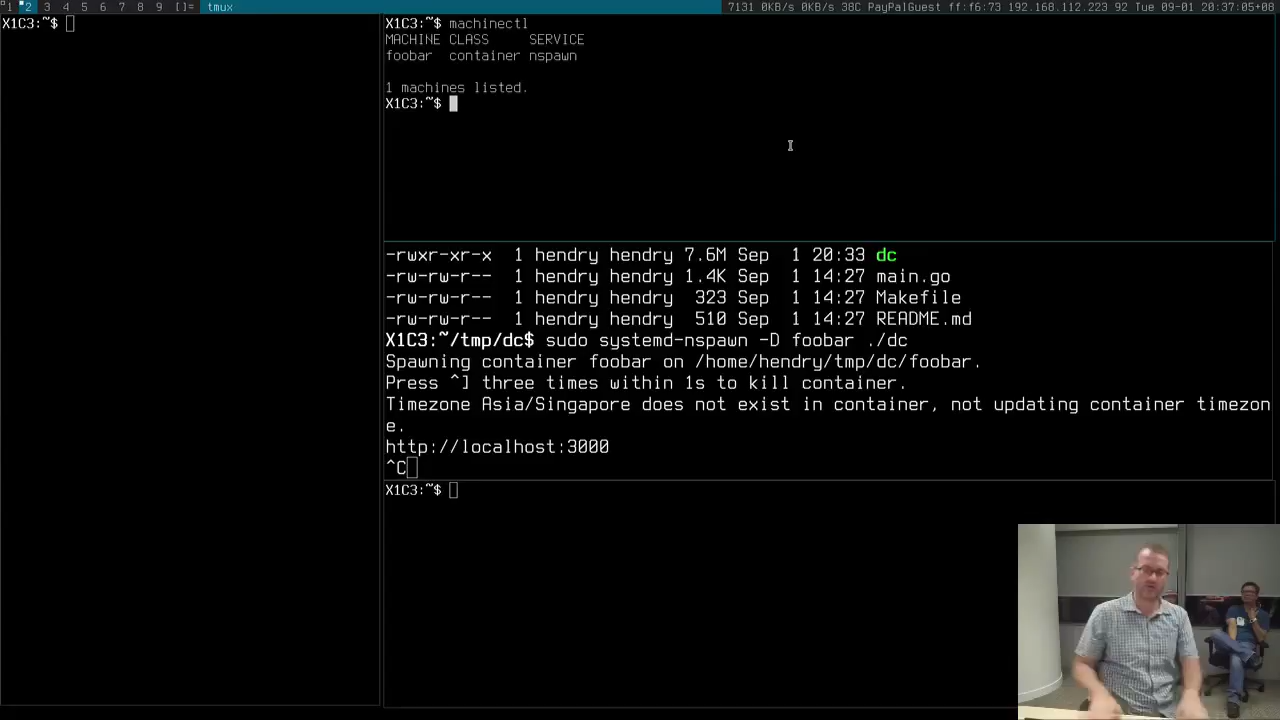 1 2 3 4 5 6 7 8 9 []= tmux 7131 0KB/s 0KB/s 38C PayPalGuest ff:f6:73 192.168.112.223 92 Tue 09-01 20:37:05+08
X1C3:~$
X1C3:~$ machinectl
MACHINE CLASS     SERVICE
foobar  container nspawn
1 machines listed.
X1C3:~$
-rwxr-xr-x  1 hendry hendry 7.6M Sep  1 20:33 dc
-rw-rw-r--  1 hendry hendry 1.4K Sep  1 14:27 main.go
-rw-rw-r--  1 hendry hendry  323 Sep  1 14:27 Makefile
-rw-rw-r--  1 hendry hendry  510 Sep  1 14:27 README.md
X1C3:~/tmp/dc$ sudo systemd-nspawn -D foobar ./dc
Spawning container foobar on /home/hendry/tmp/dc/foobar.
Press ^] three times within 1s to kill container.
Timezone Asia/Singapore does not exist in container, not updating container timezon
e.
http://localhost:3000
^C
X1C3:~$